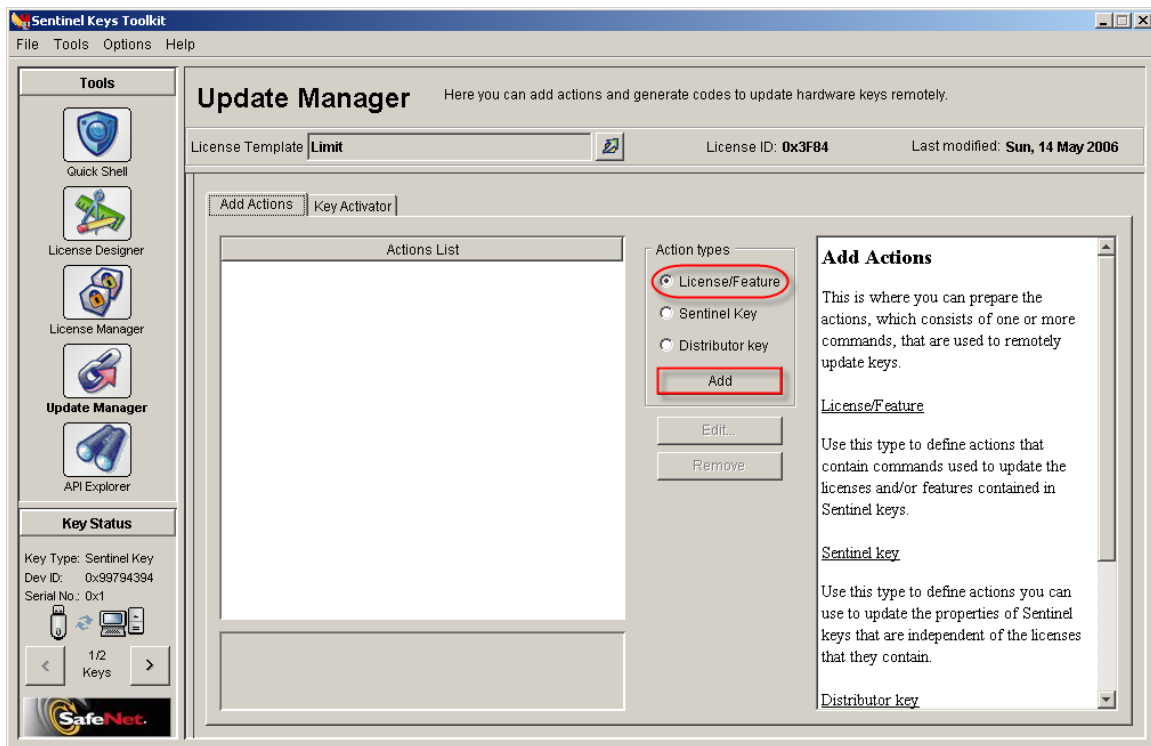 Sentinel Keys Toolkit
File Tools Options Help
Tools
Quick Shell
License Designer
License Manager
Update Manager
API Explorer
Key Status
Key Type: Sentinel Key
Dev ID: 0x99794394
Serial No.: 0x1
1/2
Keys
<
>
SafeNet.
Update Manager
Here you can add actions and generate codes to update hardware keys remotely.
License Template Limit
License ID: 0x3F84
Last modified: Sun, 14 May 2006
Add Actions
Key Activator
Actions List
Action types
License/Feature
Sentinel Key
Distributor key
Add
Edit...
Remove
Add Actions
This is where you can prepare the
actions, which consists of one or more
commands, that are used to remotely
update keys.
License/Feature
Use this type to define actions that
contain commands used to update the
licenses and/or features contained in
Sentinel keys.
Sentinel key
Use this type to define actions you can
use to update the properties of Sentinel
keys that are independent of the licenses
that they contain.
Distributor key